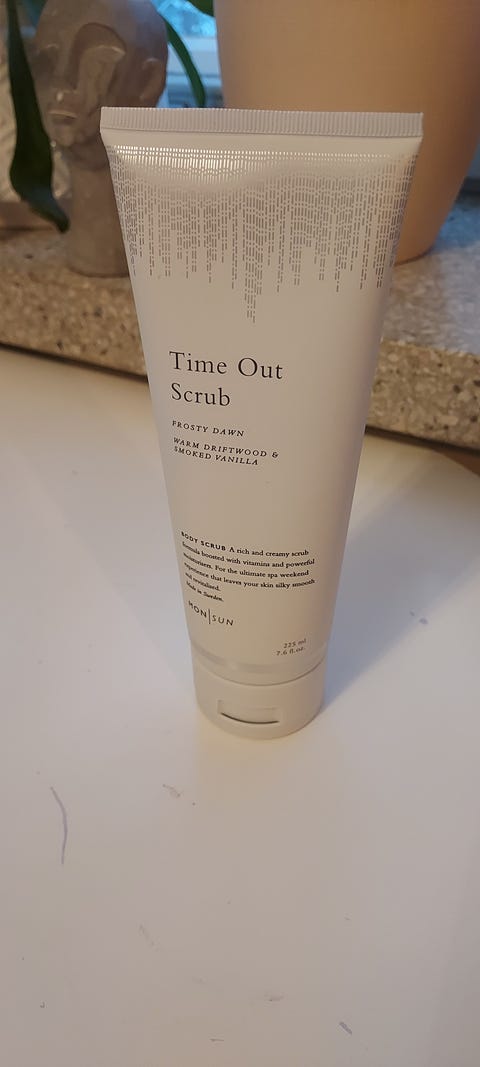 Time Out
Scrub
FROSTY DAWN
WARM DRIFTWOOD &
SMOKED VANILLA
BODY SCRUB A rich and creamy scrub
formula boosted with vitamins and powerful
moisturisers. For the ultimate spa weekend
experience that leaves your skin silky smooth
and revitalised.
Made in Sweden.
MON|SUN
225 ml
7.6 fl.oz.